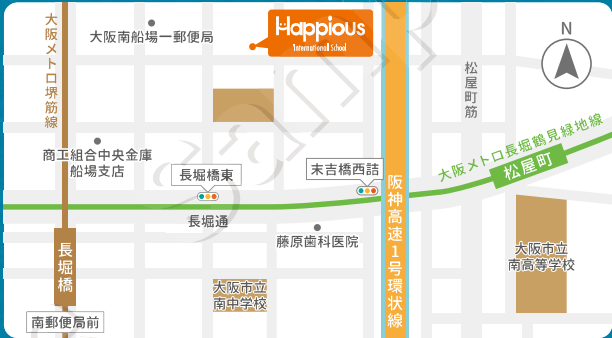 大阪メトロ堺筋線
大阪南船場一郵便局
Happious
International School
N
松屋町筋
大阪メトロ長堀鶴見緑地線
松屋町
商工組合中央金庫
船場支店
長堀橋東
末吉橋西詰
長堀通
阪神高速1号環状線
藤原歯科医院
長堀橋
大阪市立
南高等学校
大阪市立
南中学校
南郵便局前